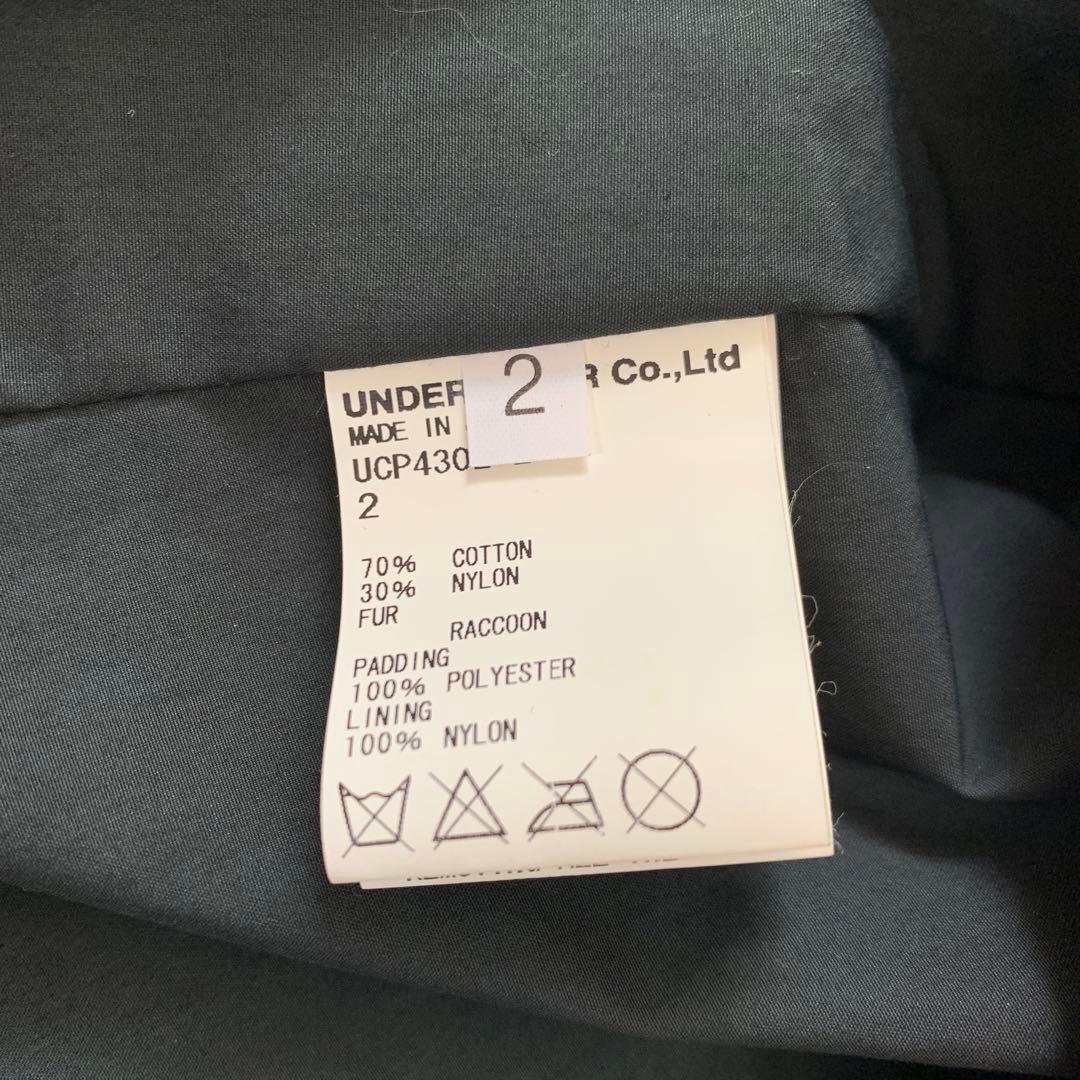 2
UNDER R Co.,Ltd
MADE IN
UCP430
2
70% COTTON
30% NYLON
FUR
RACCOON
PADDING
100% POLYESTER
LINING
100% NYLON